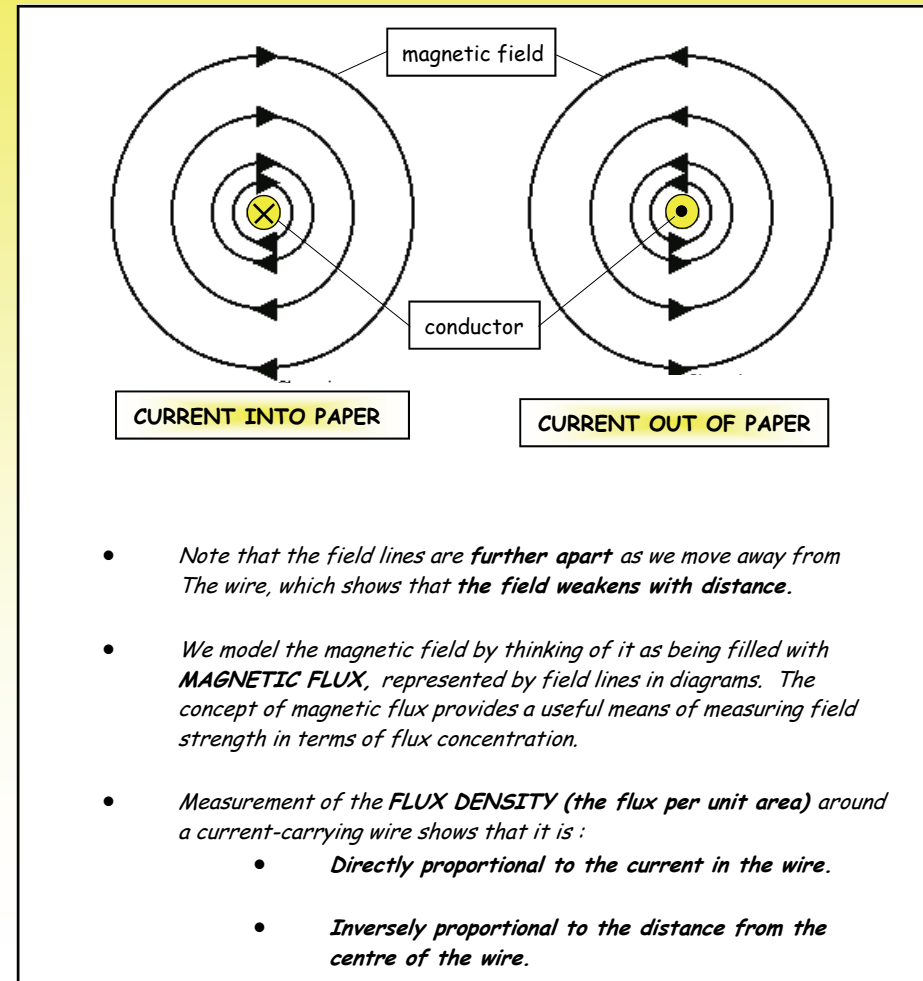 magnetic field
conductor
CURRENT INTO PAPER
CURRENT OUT OF PAPER
• Note that the field lines are further apart as we move away from
The wire, which shows that the field weakens with distance.
• We model the magnetic field by thinking of it as being filled with
MAGNETIC FLUX, represented by field lines in diagrams. The
concept of magnetic flux provides a useful means of measuring field
strength in terms of flux concentration.
• Measurement of the FLUX DENSITY (the flux per unit area) around
a current-carrying wire shows that it is :
• Directly proportional to the current in the wire.
• Inversely proportional to the distance from the
centre of the wire.